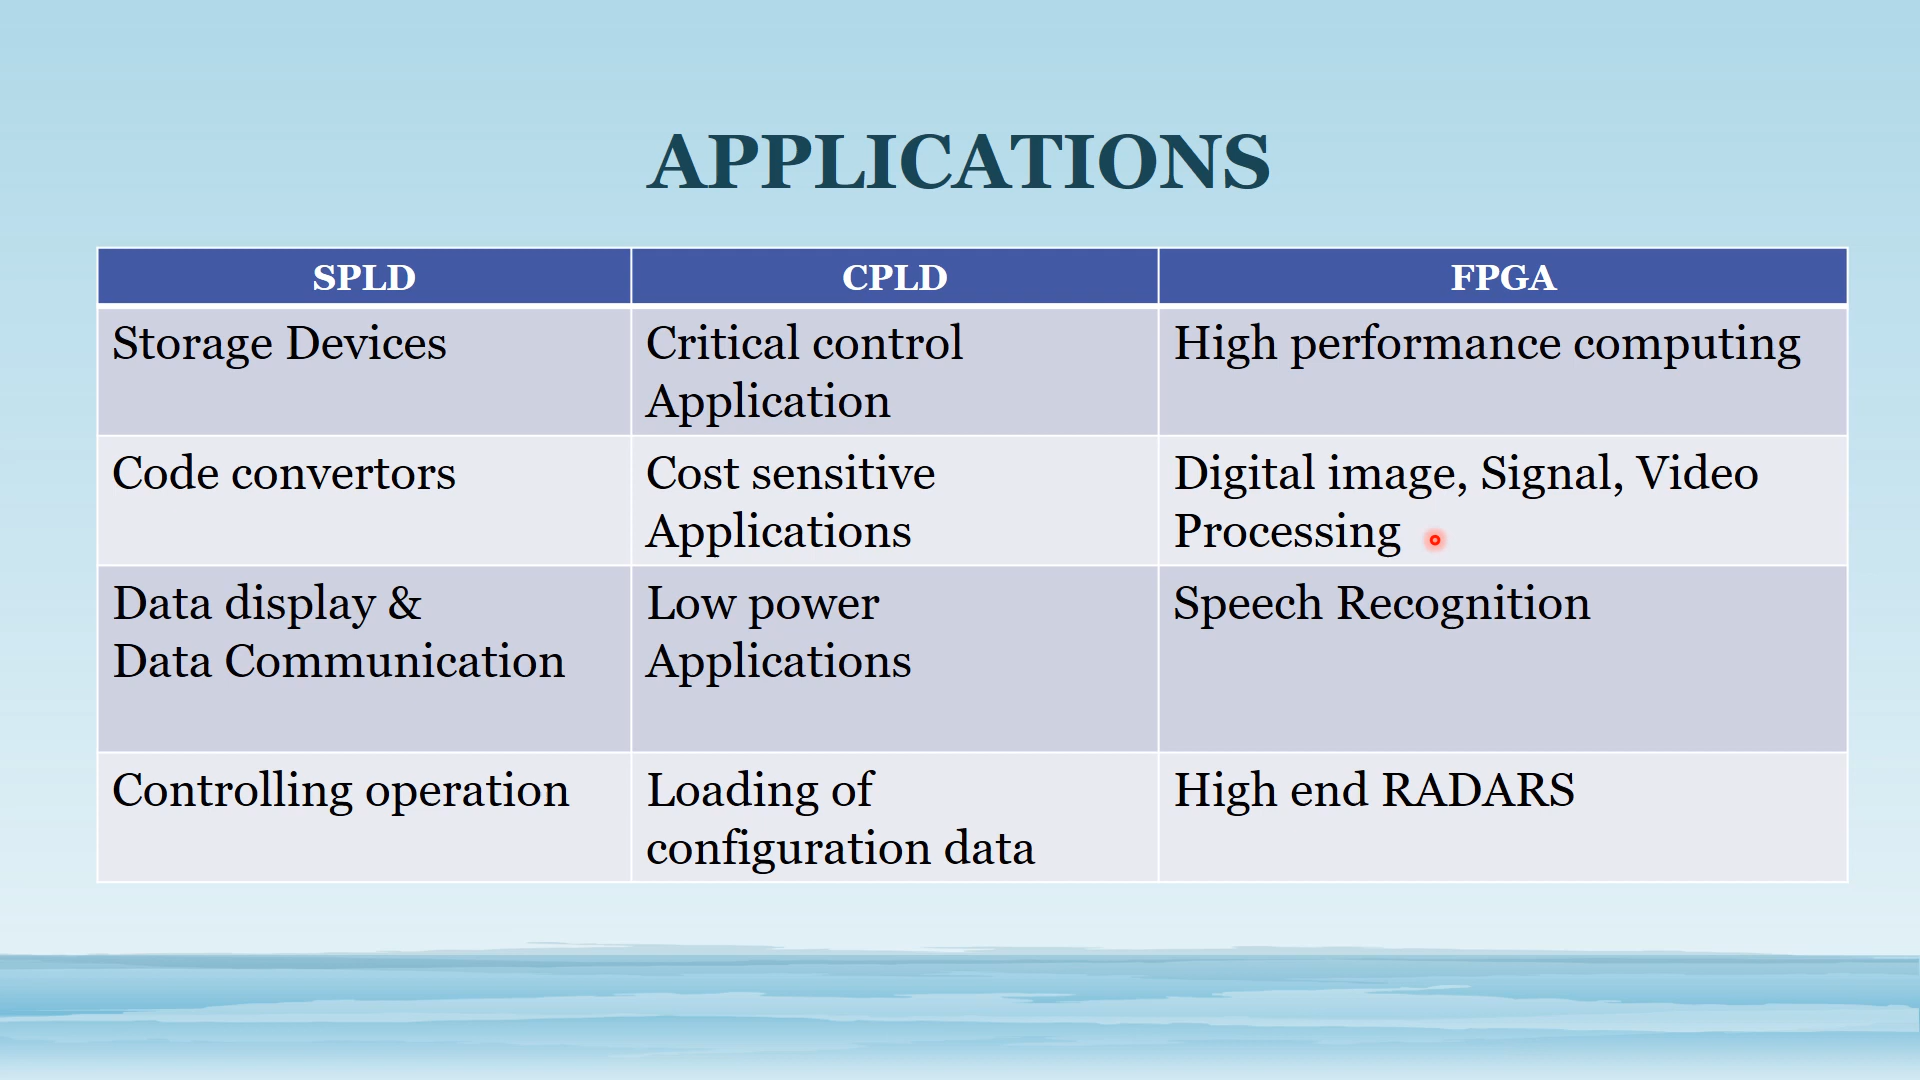 APPLICATIONS
SPLD CPLD FPGA
Storage Devices
Critical control
Application
High performance computing
Code convertors
Cost sensitive
Applications
Digital image, Signal, Video
Processing
Data display &
Data Communication
Low power
Applications
Speech Recognition
Controlling operation
Loading of
configuration data
High end RADARS